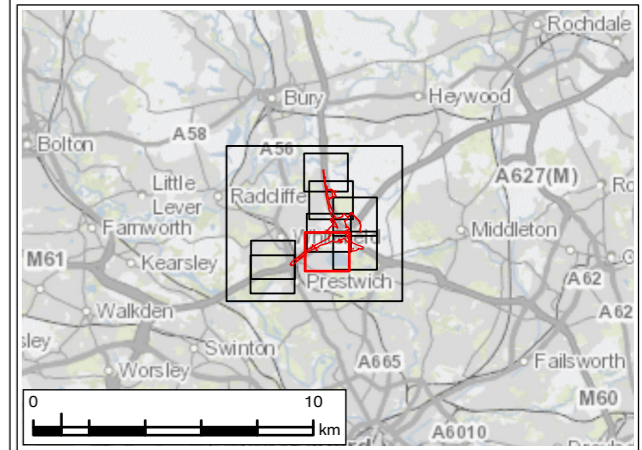 Rochdale
Bury
Heywood
Bolton
A58
A56
A627(M)
Little
Lever
Radcliffe
Farnworth
Middleton
M61
Kearsley
A62
Prestwich
Walkden
A62
Swinton
A665
Failsworth
Worsley
M60
0
10
km
A6010